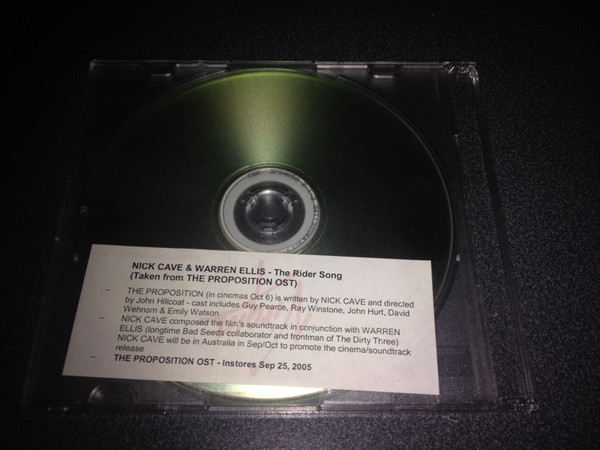 NICK CAVE & WARREN ELLIS - The Rider Song
(Taken from THE PROPOSITION OST)
- THE PROPOSITION (in cinemas Oct 6) is written by NICK CAVE and directed
by John Hillcoat - cast includes Guy Pearce, Ray Winstone, John Hurt, David
Wehnam & Emily Watson.
- NICK CAVE composed the film's soundtrack in conjunction with WARREN
ELLIS (longtime Bad Seeds collaborator and frontman of The Dirty Three)
- NICK CAVE will be in Australia in Sep/Oct to promote the cinema/soundtrack
release
- THE PROPOSITION OST - Instores Sep 25, 2005